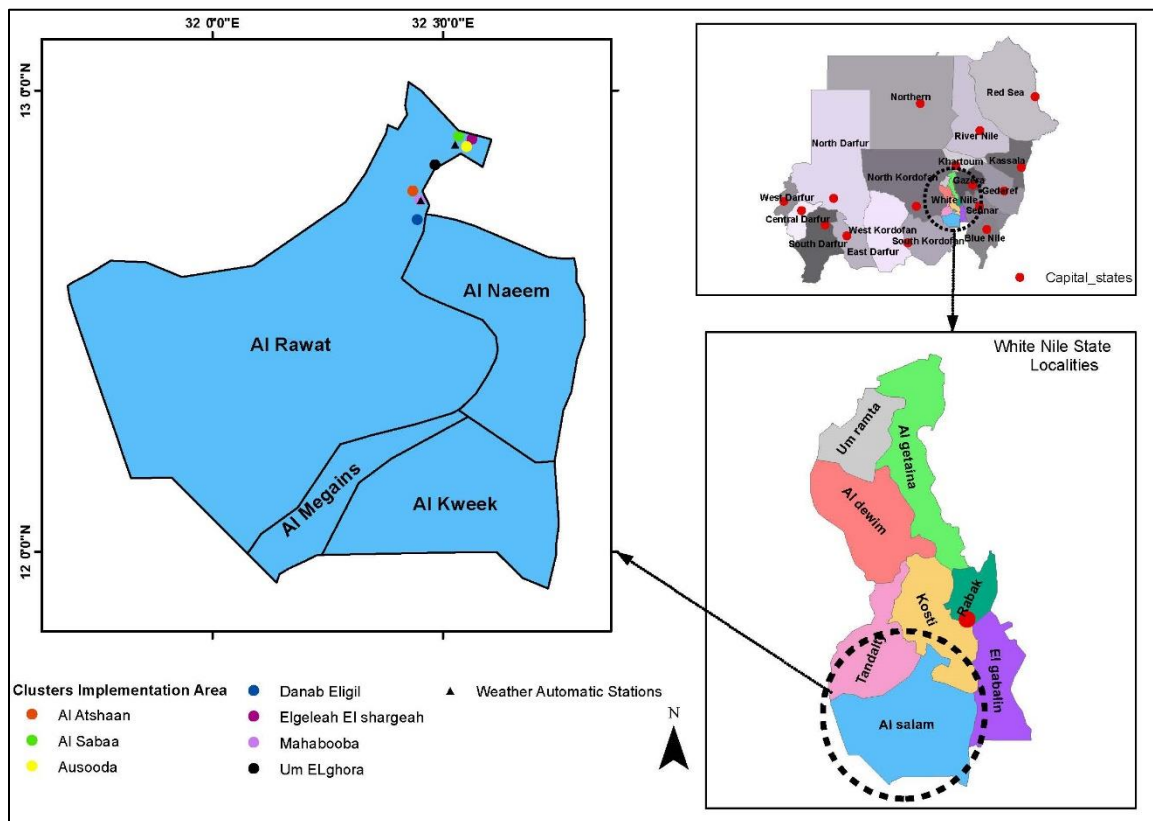 32 0'0"E
32 30'0"E
13 0'0"N
12 0'0"N
Al Naeem
Al Rawat
Al Megains
Al Kweek
Clusters Implementation Area
Al Atshaan
Al Sabaa
Ausooda
Danab Eligil
Elgeleah El shargeah
Mahabooba
Um ELghora
Weather Automatic Stations
N
Northern
Red Sea
River Nile
North Darfur
Khartoum
Kassala
North Kordofan
Gazira
Gedaref
West Darfur
White Nile
Sennar
Central Darfur
West Kordofan
Blue Nile
South Darfur
East Darfur
South Kordofan
Capital_states
White Nile State
Localities
Um ramta
Al getaina
Al dewim
Kosti
Rabak
Tandalty
El gabalin
Al salam